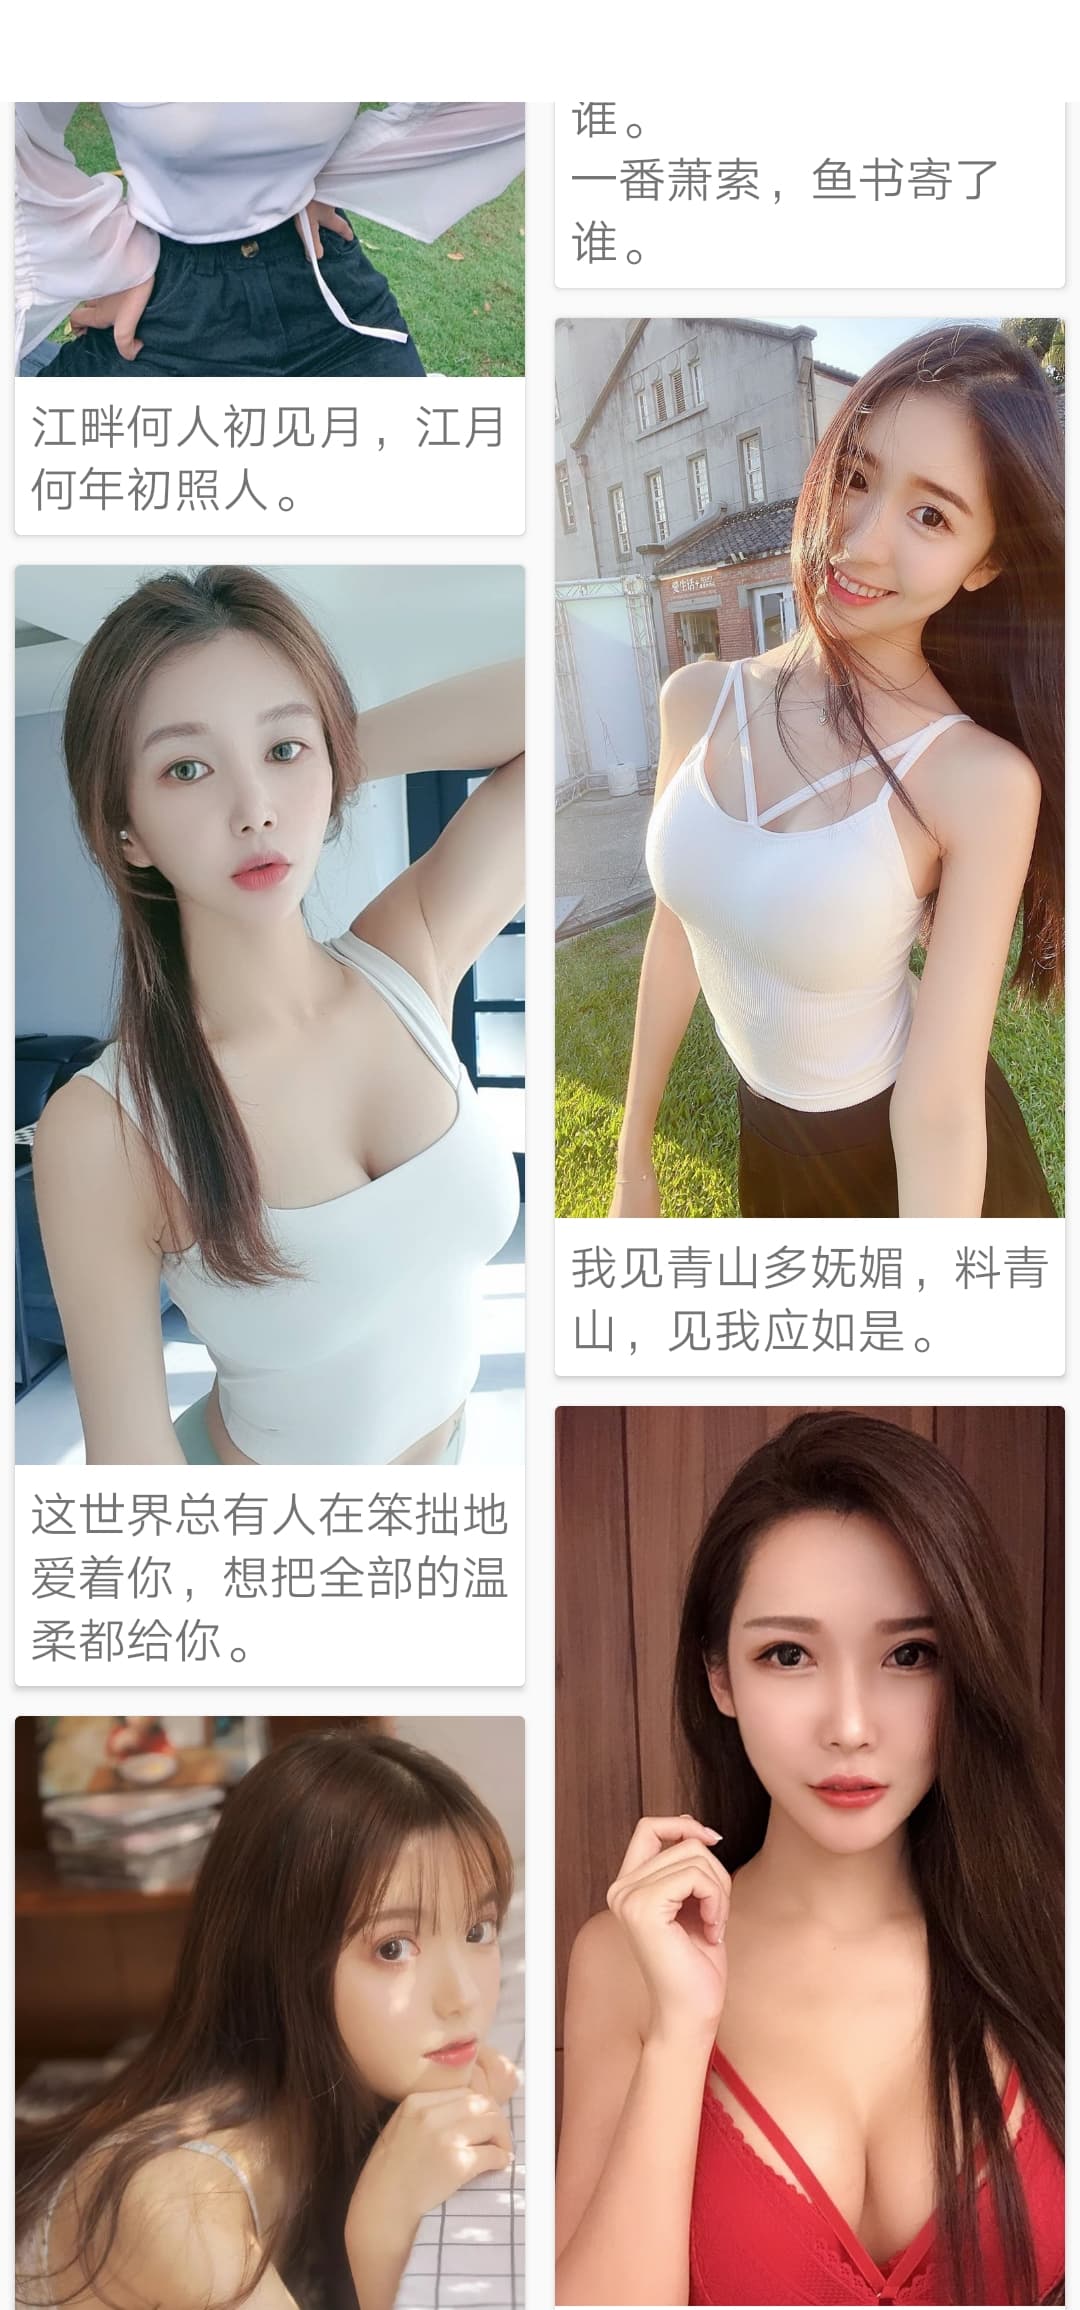 江畔何人初见月，江月
何年初照人。
这世界总有人在笨拙地
爱着你，想把全部的温
柔都给你。
谁。
一番萧索，鱼书寄了
谁。
爱生活+
我见青山多妩媚，料青
山，见我应如是。